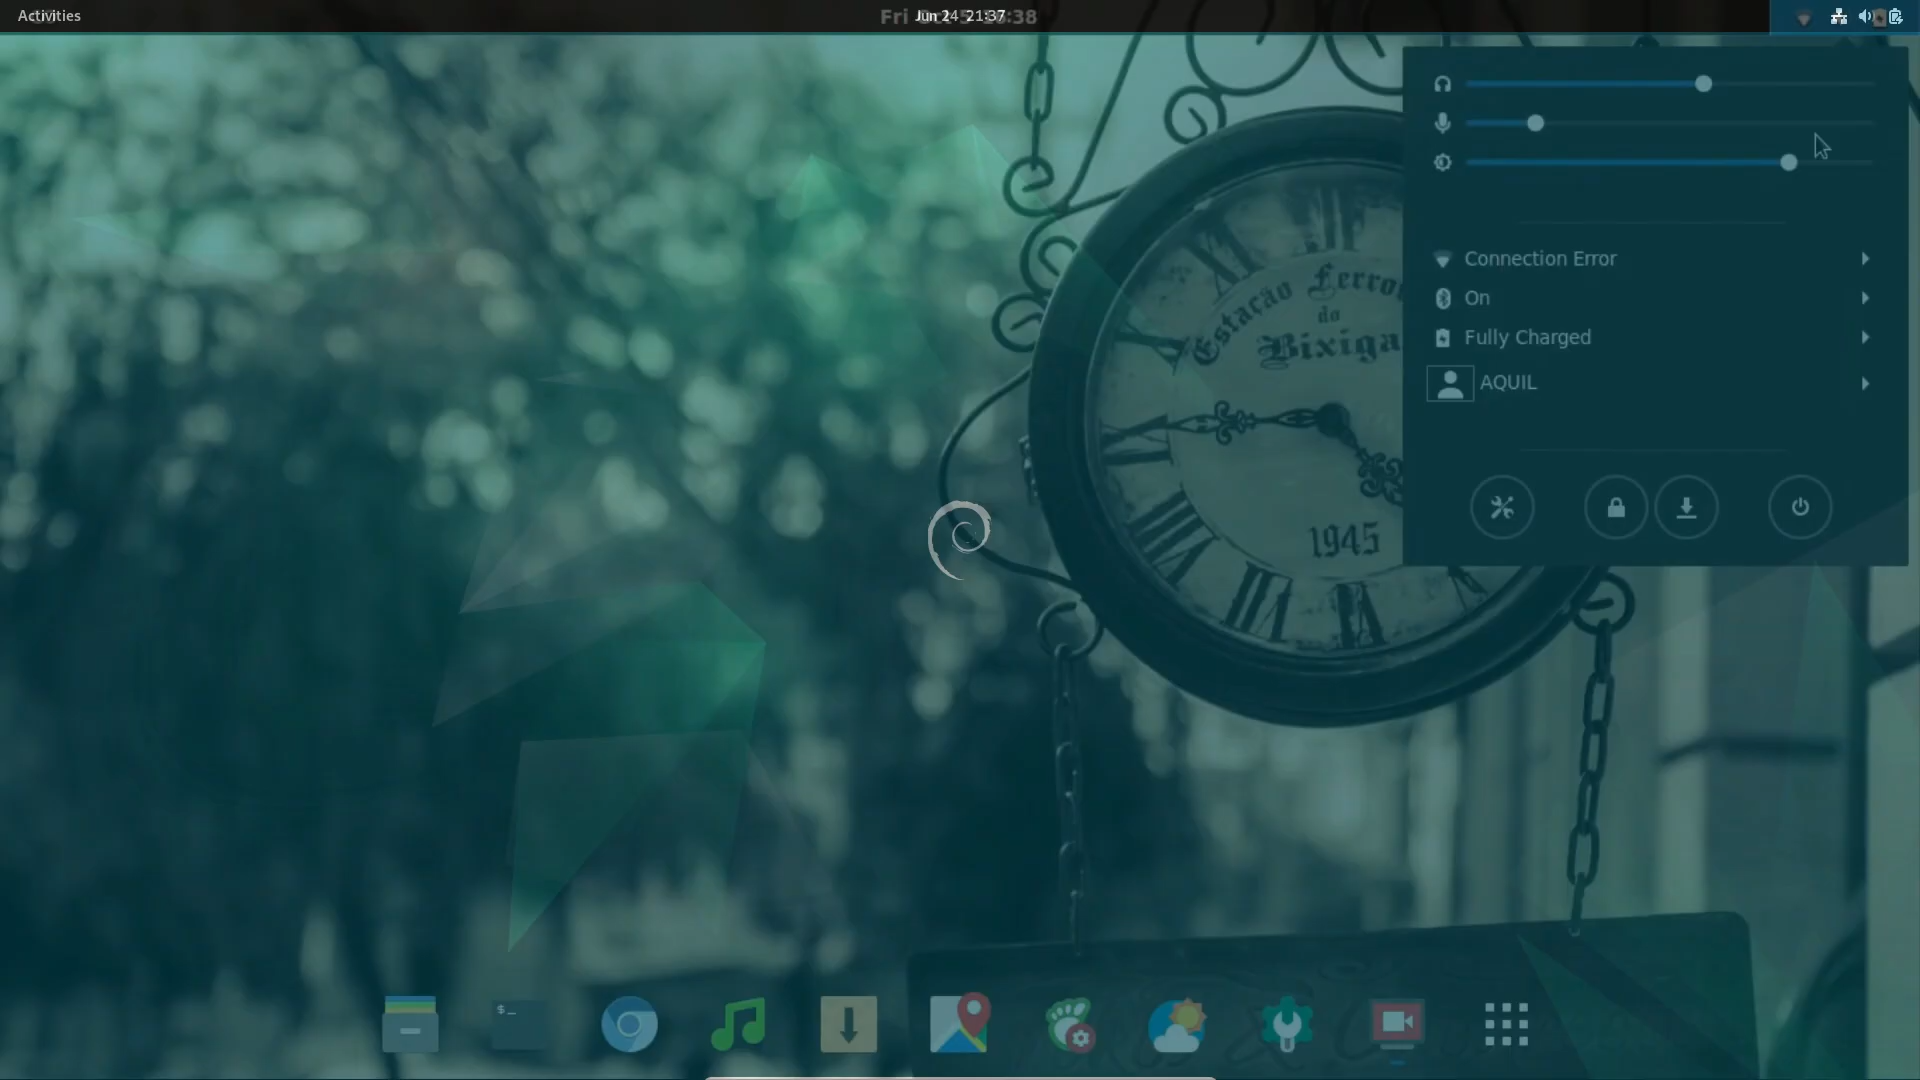 Activities
Jun 24 21:37
Connection Error
On
Fully Charged
AQUIL
Estação Ferro
do
Bixiga
1945
$_